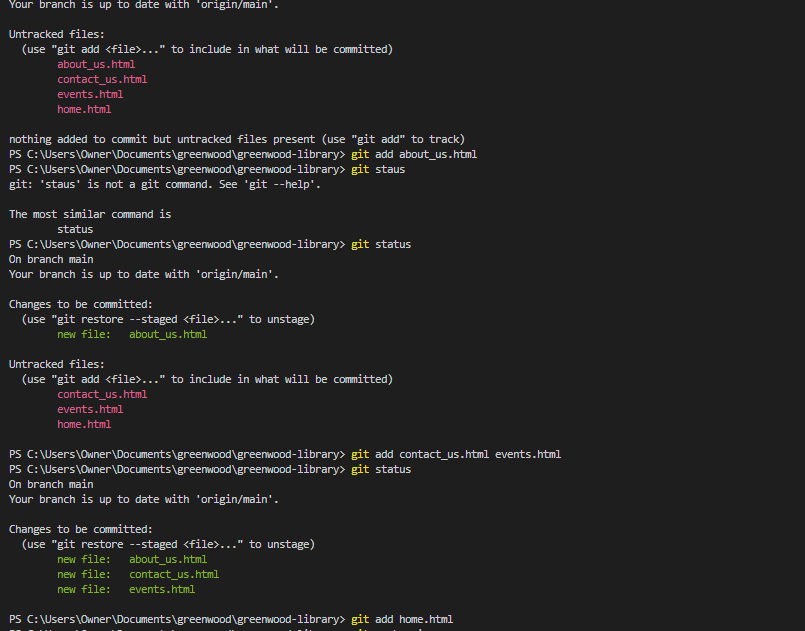 Your branch is up to date with 'origin/main'.
Untracked files:
(use "git add <file>..." to include in what will be committed)
about_us.html
contact_us.html
events.html
home.html
nothing added to commit but untracked files present (use "git add" to track)
PS C:\Users\Owner\Documents\greenwood\greenwood-library> git add about_us.html
PS C:\Users\Owner\Documents\greenwood\greenwood-library> git staus
git: 'staus' is not a git command. See 'git --help'.
The most similar command is
status
PS C:\Users\Owner\Documents\greenwood\greenwood-library> git status
On branch main
Your branch is up to date with 'origin/main'.
Changes to be committed:
(use "git restore --staged <file>..." to unstage)
new file:   about_us.html
Untracked files:
(use "git add <file>..." to include in what will be committed)
contact_us.html
events.html
home.html
PS C:\Users\Owner\Documents\greenwood\greenwood-library> git add contact_us.html events.html
PS C:\Users\Owner\Documents\greenwood\greenwood-library> git status
On branch main
Your branch is up to date with 'origin/main'.
Changes to be committed:
(use "git restore --staged <file>..." to unstage)
new file:   about_us.html
new file:   contact_us.html
new file:   events.html
PS C:\Users\Owner\Documents\greenwood\greenwood-library> git add home.html